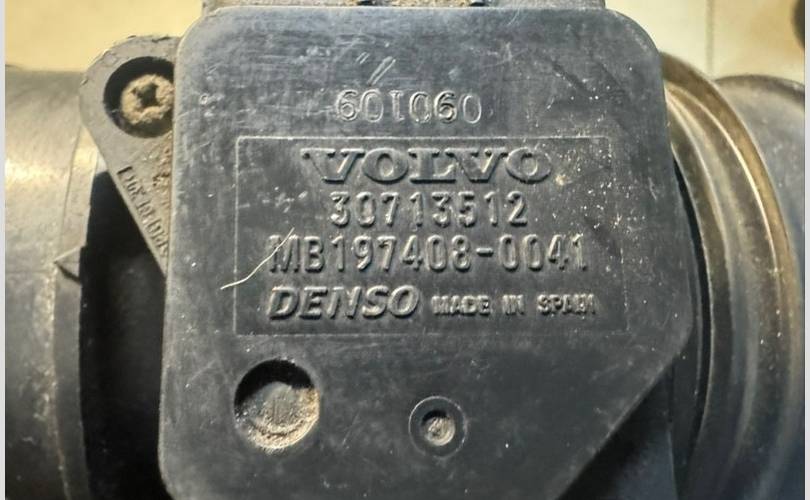 601060
VOLVO
30713512
MB197408-0041
DENSO MADE IN SPAIN